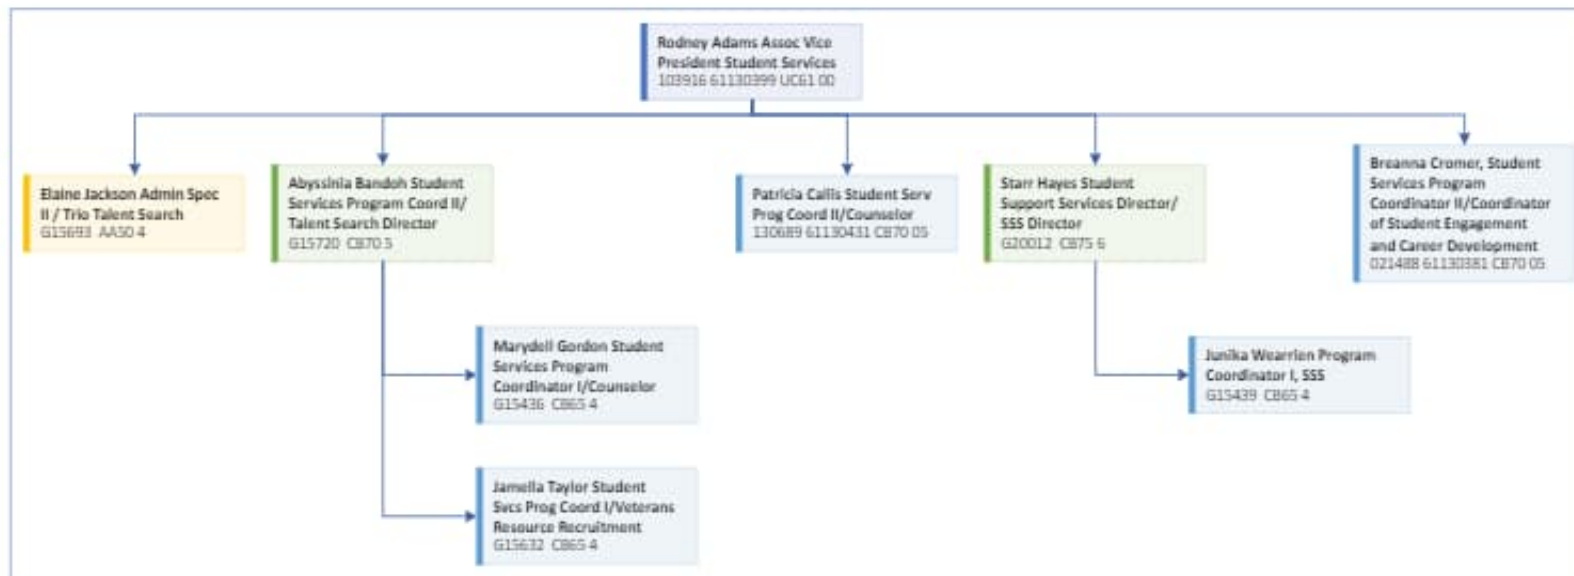 Rodney Adams Assoc Vice
President Student Services
103916 61130399 UC61 00
Elaine Jackson Admin Spec
II / Trio Talent Search
G15693 AA50 4
Abyssinia Bandoh Student
Services Program Coord II/
Talent Search Director
G15720 CB70 5
Patricia Callis Student Serv
Prog Coord II/Counselor
130689 61130431 CB70 05
Starr Hayes Student
Support Services Director/
SSS Director
G20012 CB75 6
Breanna Cromer, Student
Services Program
Coordinator II/Coordinator
of Student Engagement
and Career Development
021488 61130381 CB70 05
Marydell Gordon Student
Services Program
Coordinator I/Counselor
G15436 CB65 4
Junika Wearrien Program
Coordinator I, SSS
G15439 CB65 4
Jamella Taylor Student
Svcs Prog Coord I/Veterans
Resource Recruitment
G15632 CB65 4